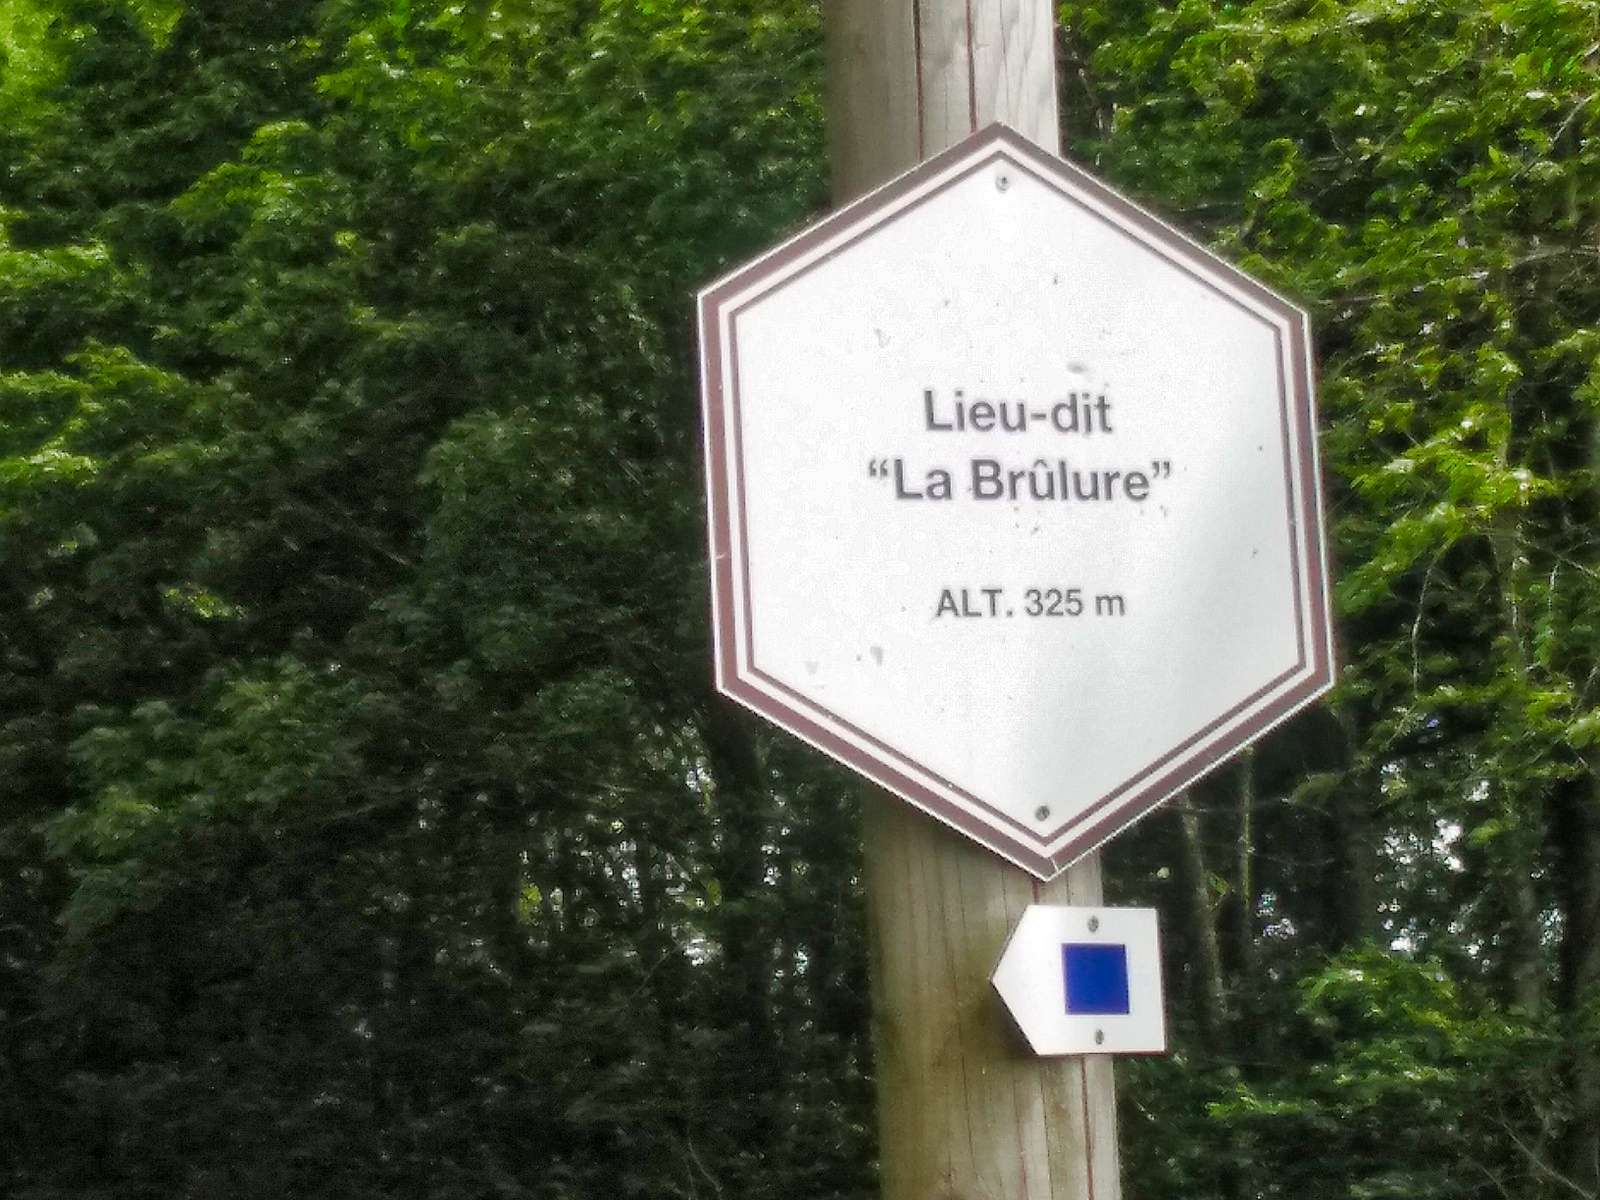 Lieu-dit
“La Brûlure”
ALT. 325 m